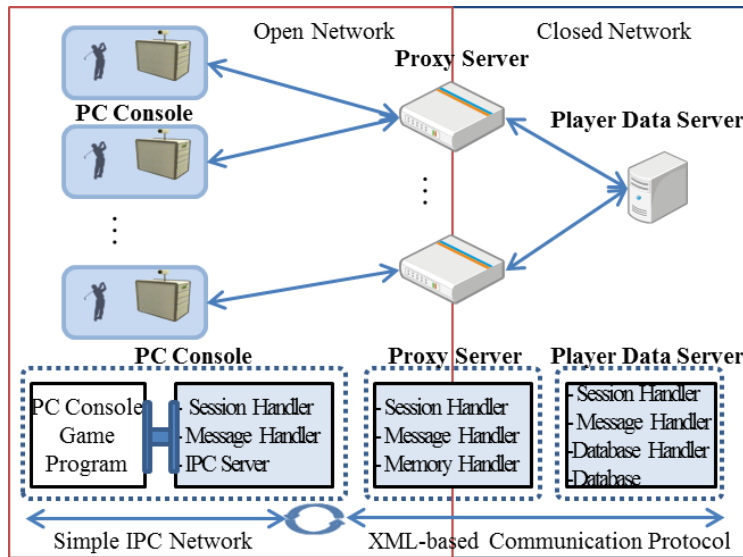 Open Network
Closed Network
Proxy Server
PC Console
Player Data Server
PC Console
Proxy Server
Player Data Server
PC Console
Game
Program
- Session Handler
- Message Handler
- IPC Server
- Session Handler
- Message Handler
- Memory Handler
- Session Handler
- Message Handler
- Database Handler
- Database
Simple IPC Network
XML-based Communication Protocol